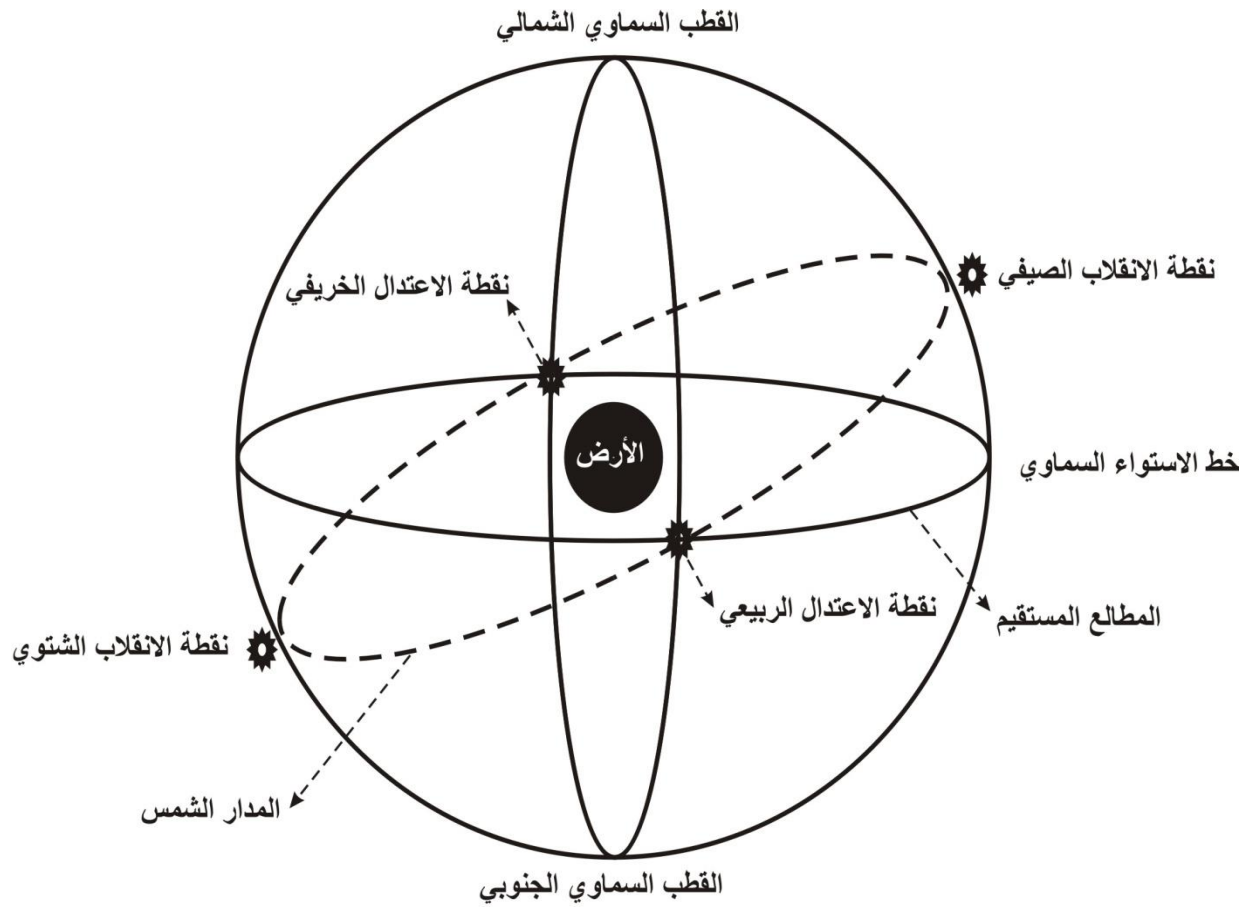 القطب السماوي الشمالي
نقطة الانقلاب الصيفي
نقطة الاعتدال الخريفي
الأرض
خط الاستواء السماوي
المطالع المستقيم
نقطة الاعتدال الربيعي
نقطة الانقلاب الشتوي
المدار الشمس
القطب السماوي الجنوبي